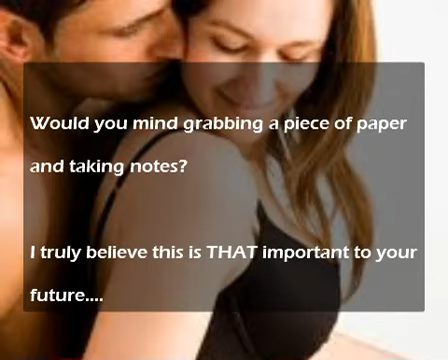 Would you mind grabbing a piece of paper
and taking notes?
I truly believe this is THAT important to your
future....